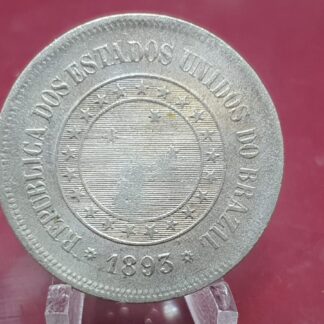 REPUBLICA DOS ESTADOS UNIDOS DO BRAZIL
* 1893 *